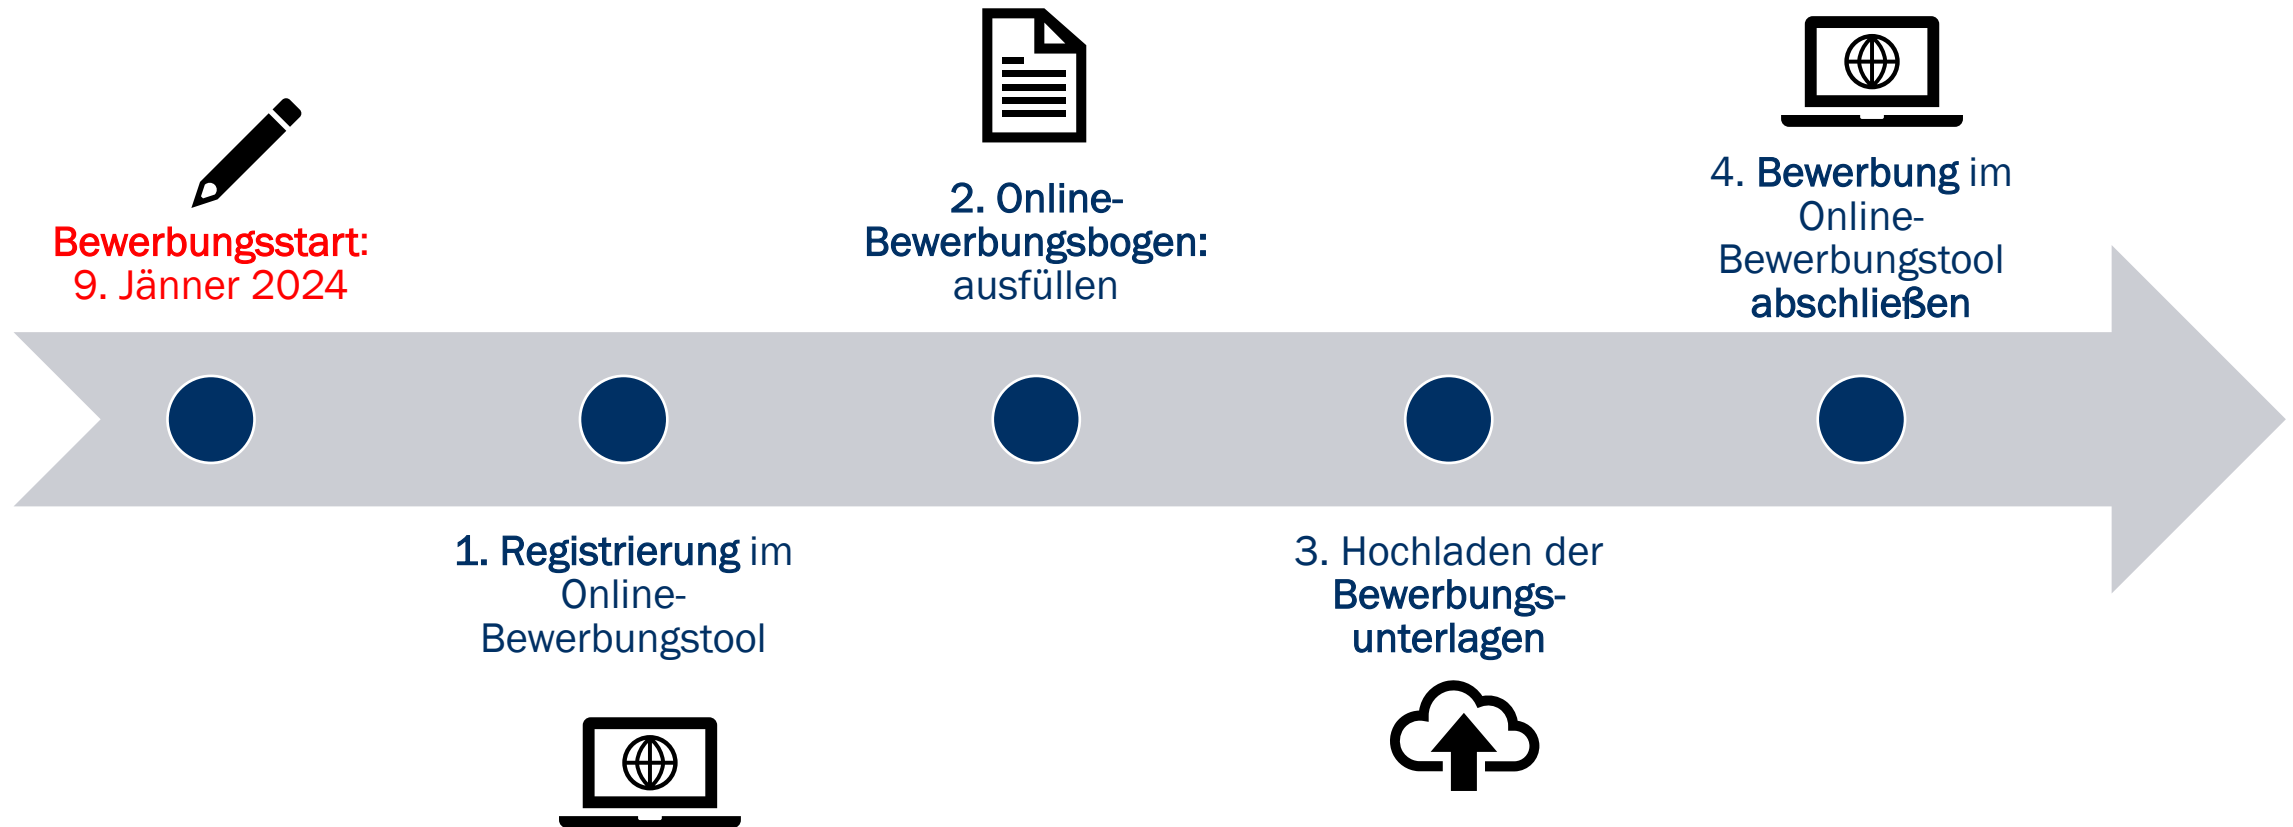 Bewerbungsstart:
9. Jänner 2024
1. Registrierung im
Online-
Bewerbungstool
2. Online-
Bewerbungsbogen:
ausfüllen
3. Hochladen der
Bewerbungs-
unterlagen
4. Bewerbung im
Online-
Bewerbungstool
abschließen